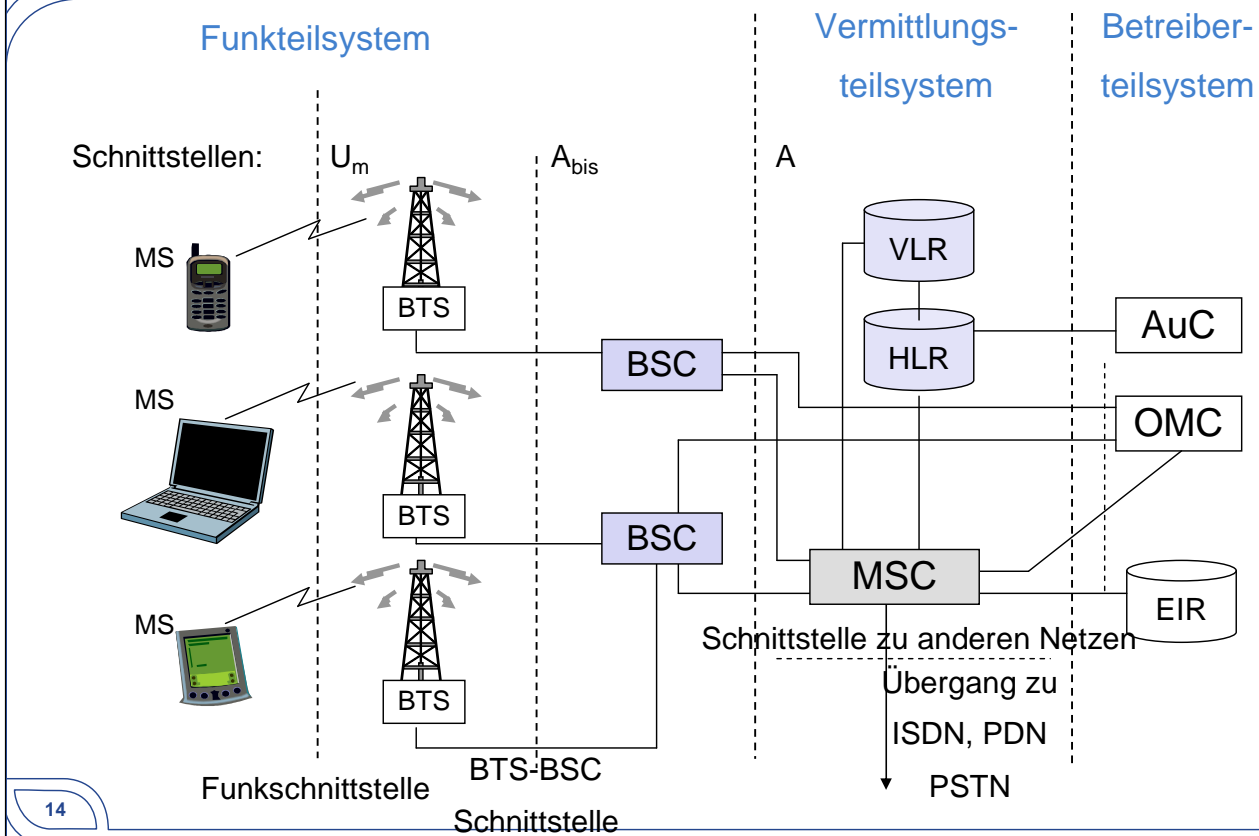 Funkteilsystem
Vermittlungs-
teilsystem
Betreiber-
teilsystem
Schnittstellen:
Um
Abis
A
MS
BTS
VLR
HLR
AuC
BSC
MS
OMC
BTS
BSC
MSC
EIR
MS
BTS
Schnittstelle zu anderen Netzen
Übergang zu
ISDN, PDN
PSTN
BTS-BSC
Schnittstelle
Funkschnittstelle
14